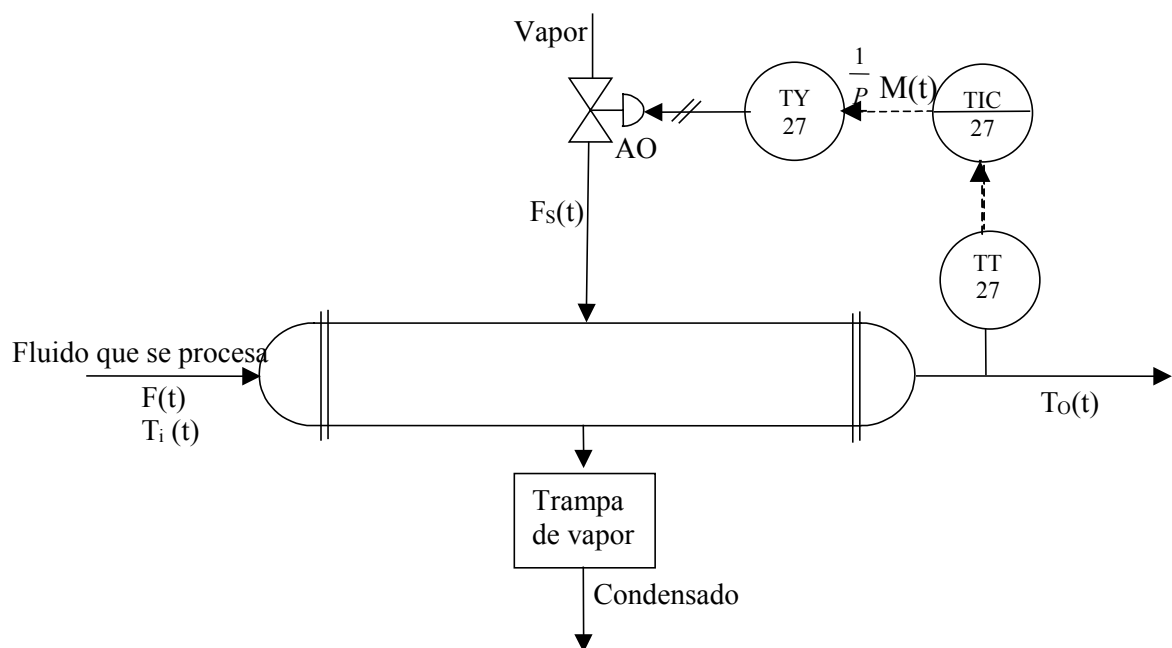 Vapor
TY
27
1
P
M(t)
TIC
27
AO
FS(t)
TT
27
Fluido que se procesa
F(t)
Ti (t)
TO(t)
Trampa
de vapor
Condensado